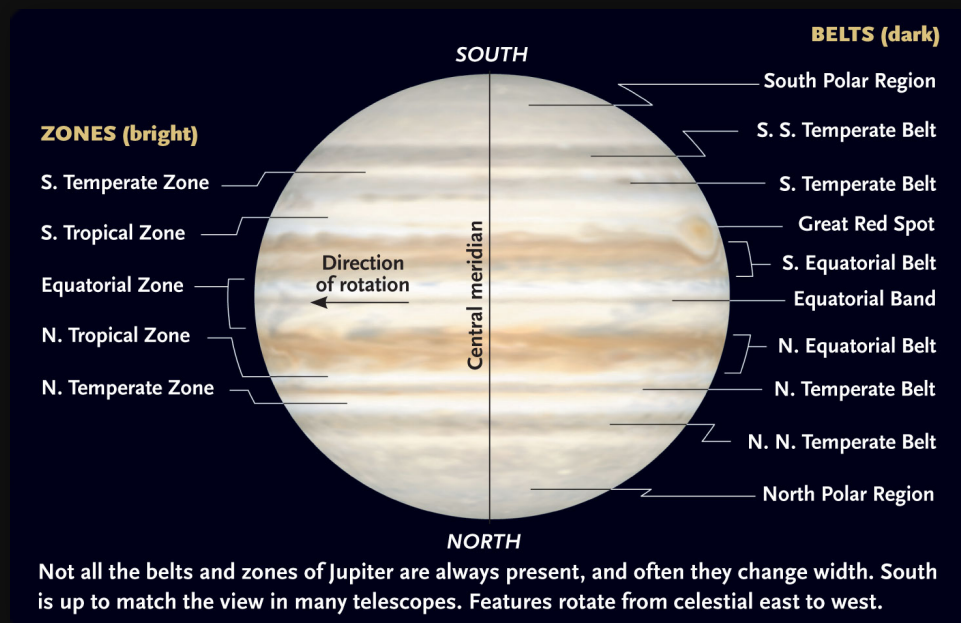 BELTS (dark)
SOUTH
South Polar Region
ZONES (bright)
S. S. Temperate Belt
S. Temperate Zone
S. Temperate Belt
S. Tropical Zone
Great Red Spot
Direction
of rotation
Central meridian
S. Equatorial Belt
Equatorial Zone
Equatorial Band
N. Tropical Zone
N. Equatorial Belt
N. Temperate Zone
N. Temperate Belt
N. N. Temperate Belt
North Polar Region
NORTH
Not all the belts and zones of Jupiter are always present, and often they change width. South
is up to match the view in many telescopes. Features rotate from celestial east to west.